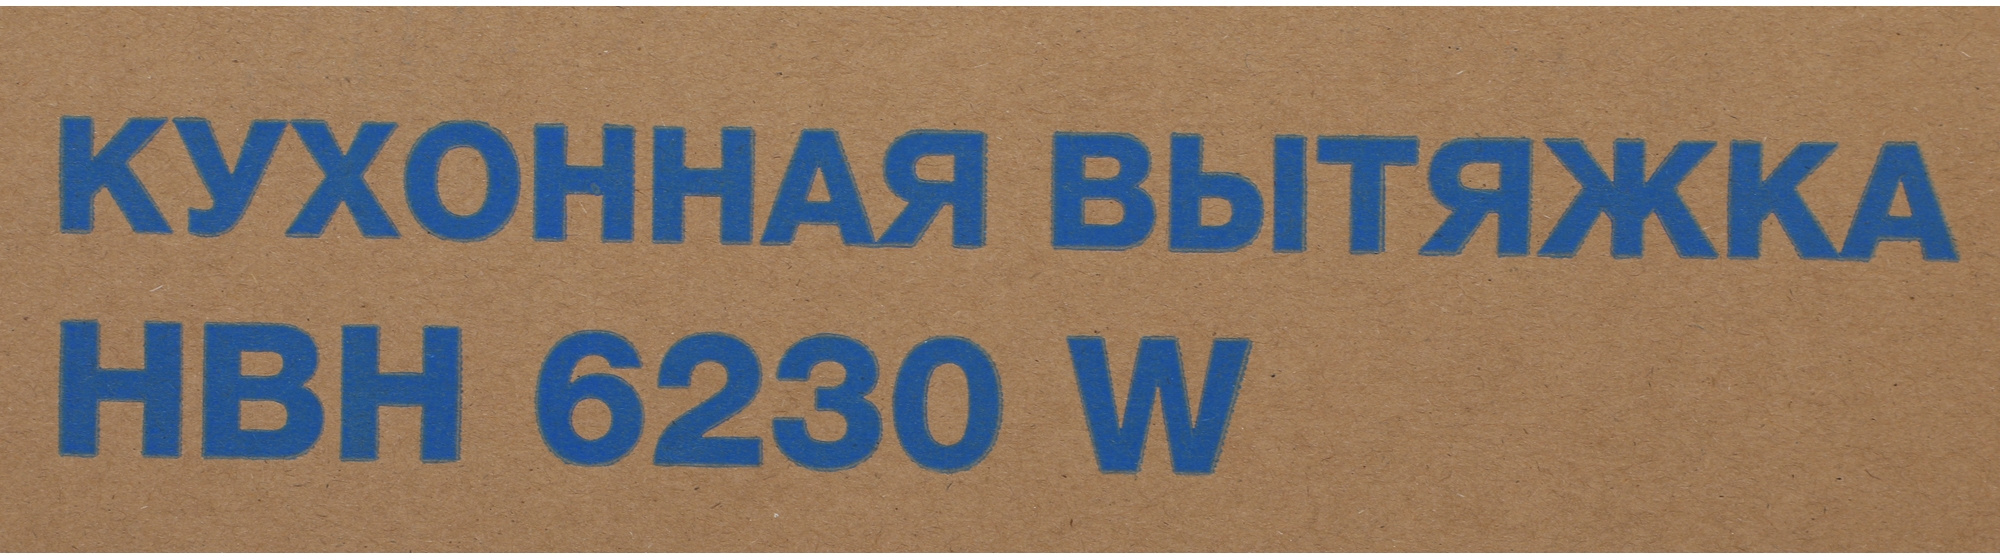 КУХОННАЯ ВЫТЯЖКА
HBH 6230 W